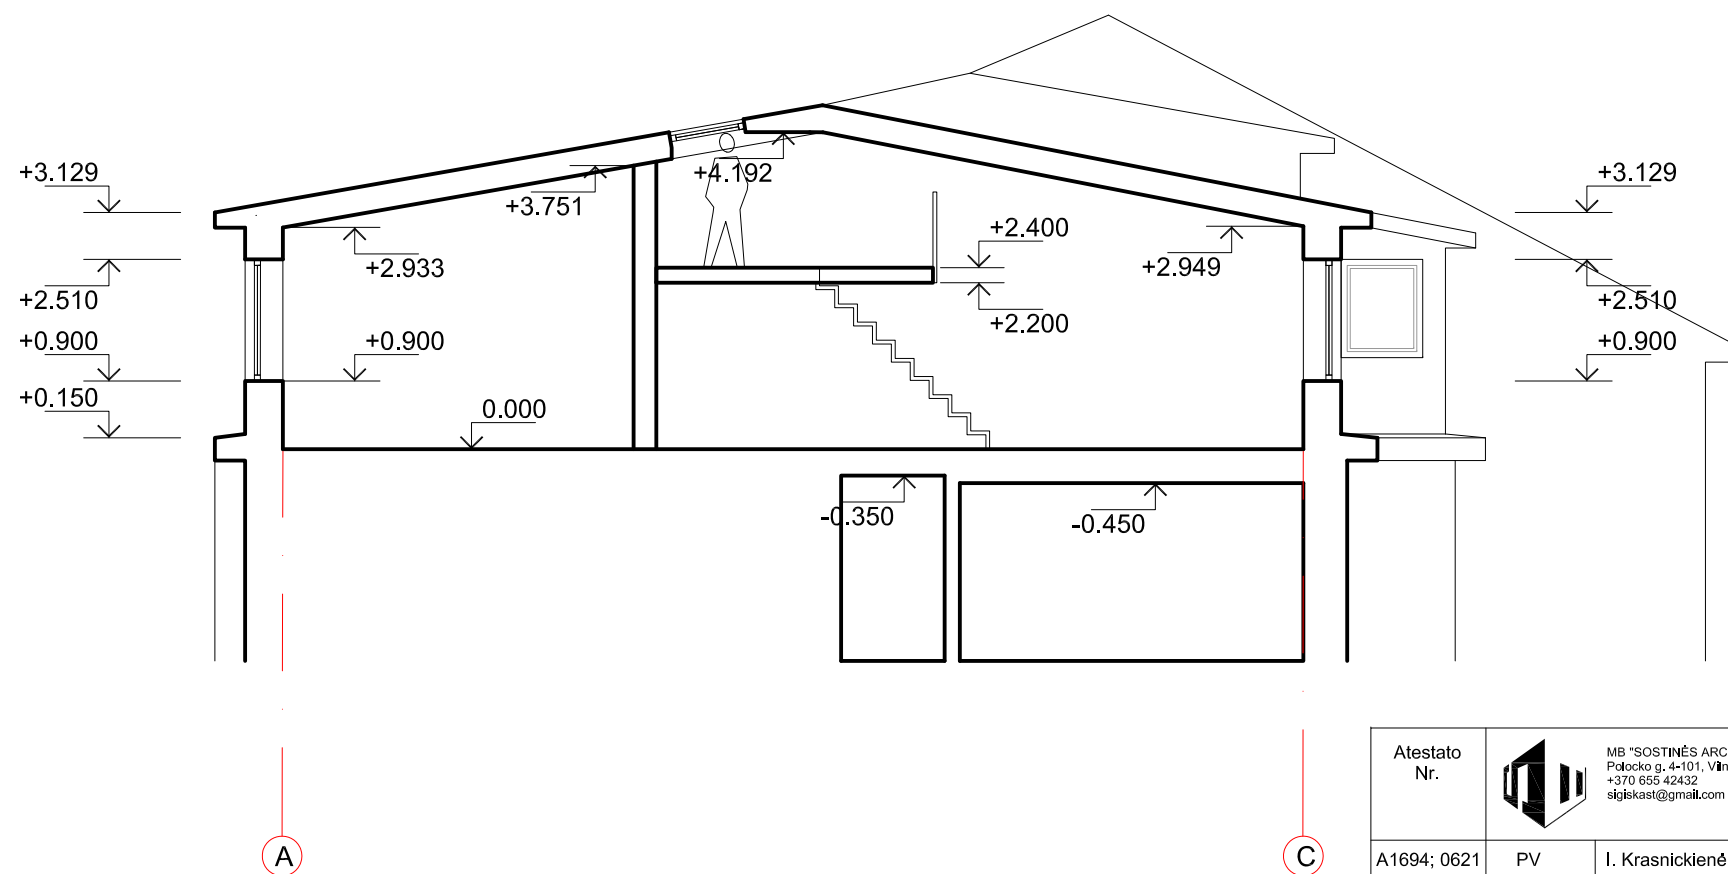 +3.129
+2.510
+0.900
+0.150
+2.933
+0.900
0.000
+3.751
+4.192
+2.400
+2.200
+2.949
-0.350
-0.450
+3.129
+2.510
+0.900
A
C
Atestato
Nr.
MB "SOSTINĖS ARC
Polocko g. 4-101, Viln
+370 655 42432
sigiskast@gmail.com
A1694; 0621
PV
I. Krasnickienė